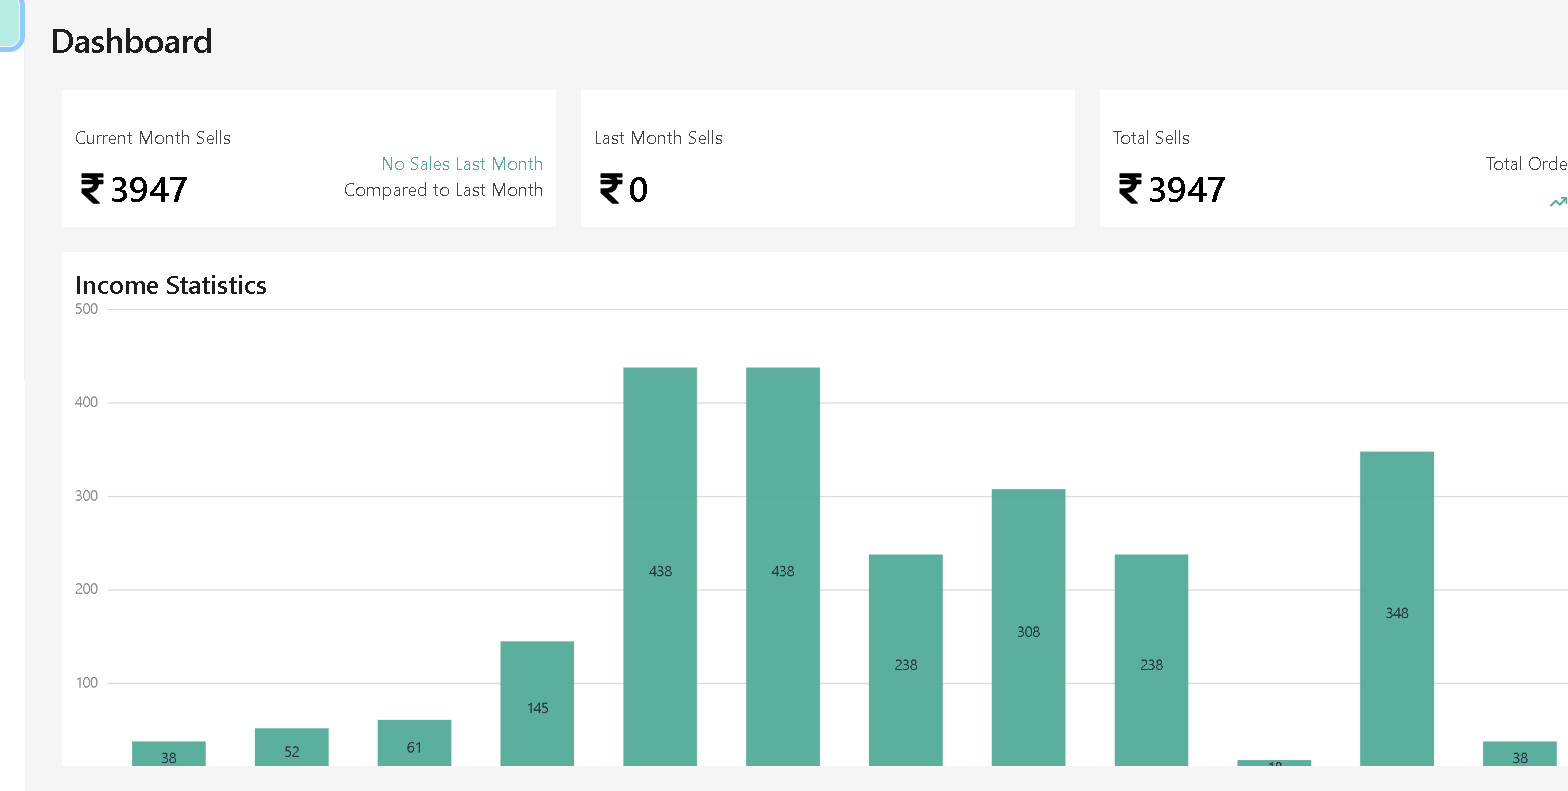 Dashboard
Current Month Sells
No Sales Last Month
₹ 3947
Compared to Last Month
Last Month Sells
₹ 0
Total Sells
Total Orde
₹ 3947
Income Statistics
500
400
300
200
100
38
52
61
145
438
438
238
308
238
348
38